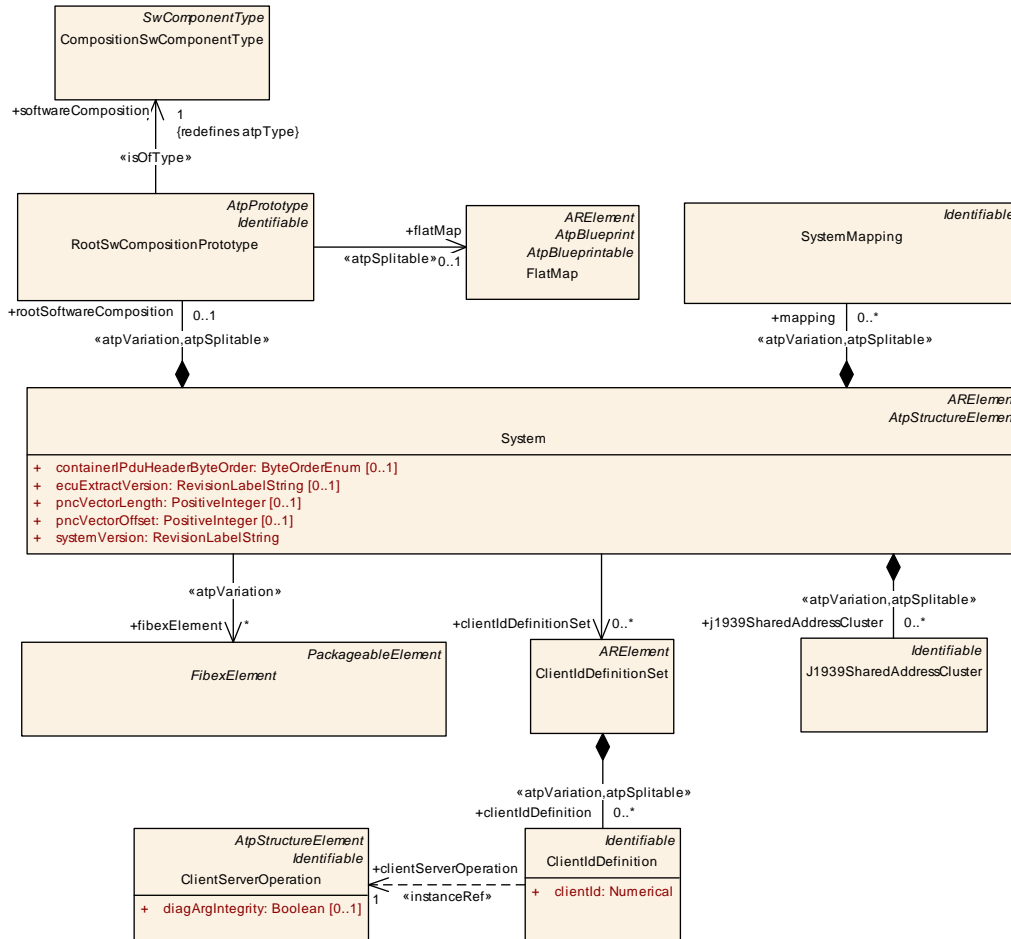 SwComponentType
CompositionSwComponentType
+softwareComposition
1
{redefines atpType}
«isOfType»
AtpPrototype
Identifiable
RootSwCompositionPrototype
+flatMap
«atpSplitable» 0..1
ARElement
AtpBlueprint
AtpBlueprintable
FlatMap
Identifiable
SystemMapping
+rootSoftwareComposition
0..1
«atpVariation,atpSplitable»
+mapping
0..*
«atpVariation,atpSplitable»
ARElement
AtpStructureElement
System
+ containerIPduHeaderByteOrder: ByteOrderEnum [0..1]
+ ecuExtractVersion: RevisionLabelString [0..1]
+ pncVectorLength: PositiveInteger [0..1]
+ pncVectorOffset: PositiveInteger [0..1]
+ systemVersion: RevisionLabelString
«atpVariation»
+fibexElement
*
+clientIdDefinitionSet
0..*
«atpVariation,atpSplitable»
+j1939SharedAddressCluster
0..*
PackageableElement
FibexElement
ARElement
ClientIdDefinitionSet
Identifiable
J1939SharedAddressCluster
«atpVariation,atpSplitable»
+clientIdDefinition
0..*
AtpStructureElement
Identifiable
ClientServerOperation
+ diagArgIntegrity: Boolean [0..1]
+clientServerOperation
1
«instanceRef»
Identifiable
ClientIdDefinition
+ clientId: Numerical